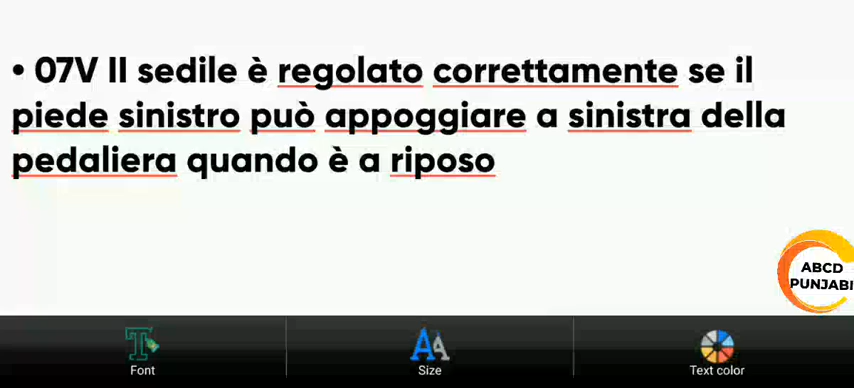 • 07V Il sedile è regolato correttamente se il
piede sinistro può appoggiare a sinistra della
pedaliera quando è a riposo
ABCD
PUNJABI
Font
Size
Text color